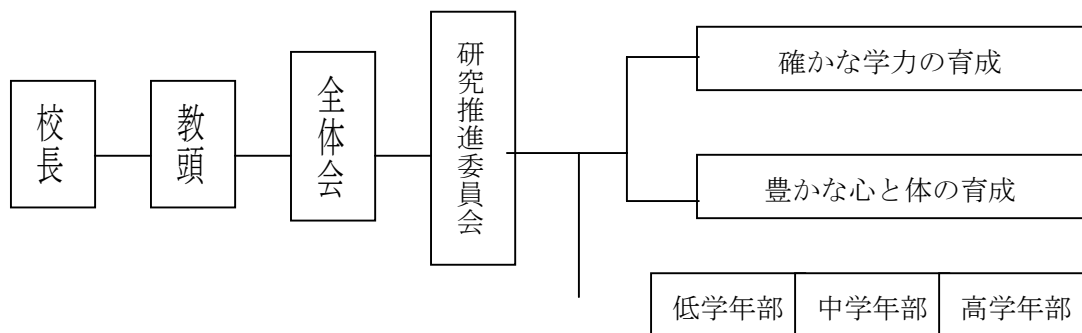 校長
教頭
全体会
研究推進委員会
確かな学力の育成
豊かな心と体の育成
低学年部
中学年部
高学年部